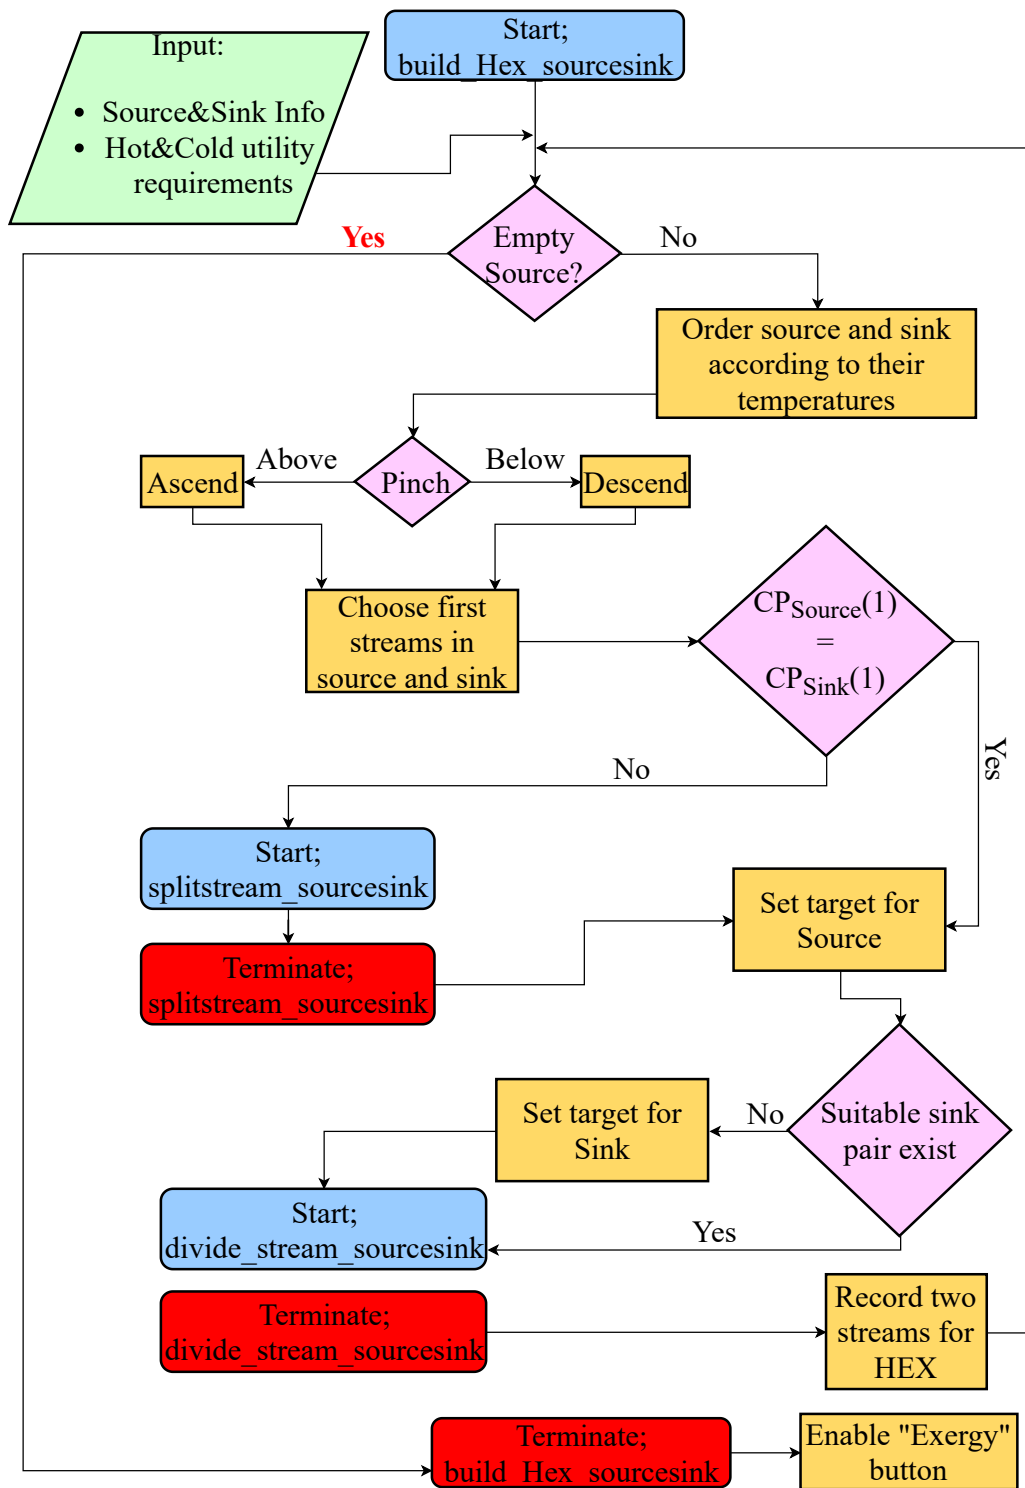 Start;
build_Hex_sourcesink
Input:
• Source&Sink Info
• Hot&Cold utility
requirements
Yes
Empty
Source?
No
Order source and sink
according to their
temperatures
Above
Pinch
Below
Ascend
Descend
Choose first
streams in
source and sink
CPSource(1)
=
CPSink(1)
Yes
No
Start;
splitstream_sourcesink
Set target for
Source
Terminate;
splitstream_sourcesink
Set target for
Sink
No
Suitable sink
pair exist
Start;
divide_stream_sourcesink
Yes
Terminate;
divide_stream_sourcesink
Record two
streams for
HEX
Terminate;
build_Hex_sourcesink
Enable "Exergy"
button